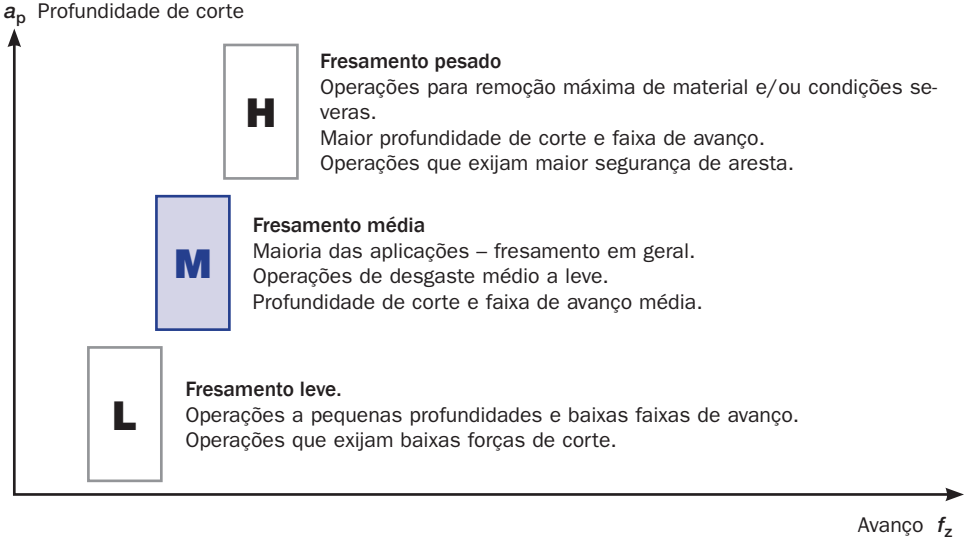 ap Profundidade de corte
H
Fresamento pesado
Operações para remoção máxima de material e/ou condições se-
veras.
Maior profundidade de corte e faixa de avanço.
Operações que exijam maior segurança de aresta.
M
Fresamento média
Maioria das aplicações – fresamento em geral.
Operações de desgaste médio a leve.
Profundidade de corte e faixa de avanço média.
L
Fresamento leve.
Operações a pequenas profundidades e baixas faixas de avanço.
Operações que exijam baixas forças de corte.
Avanço fz